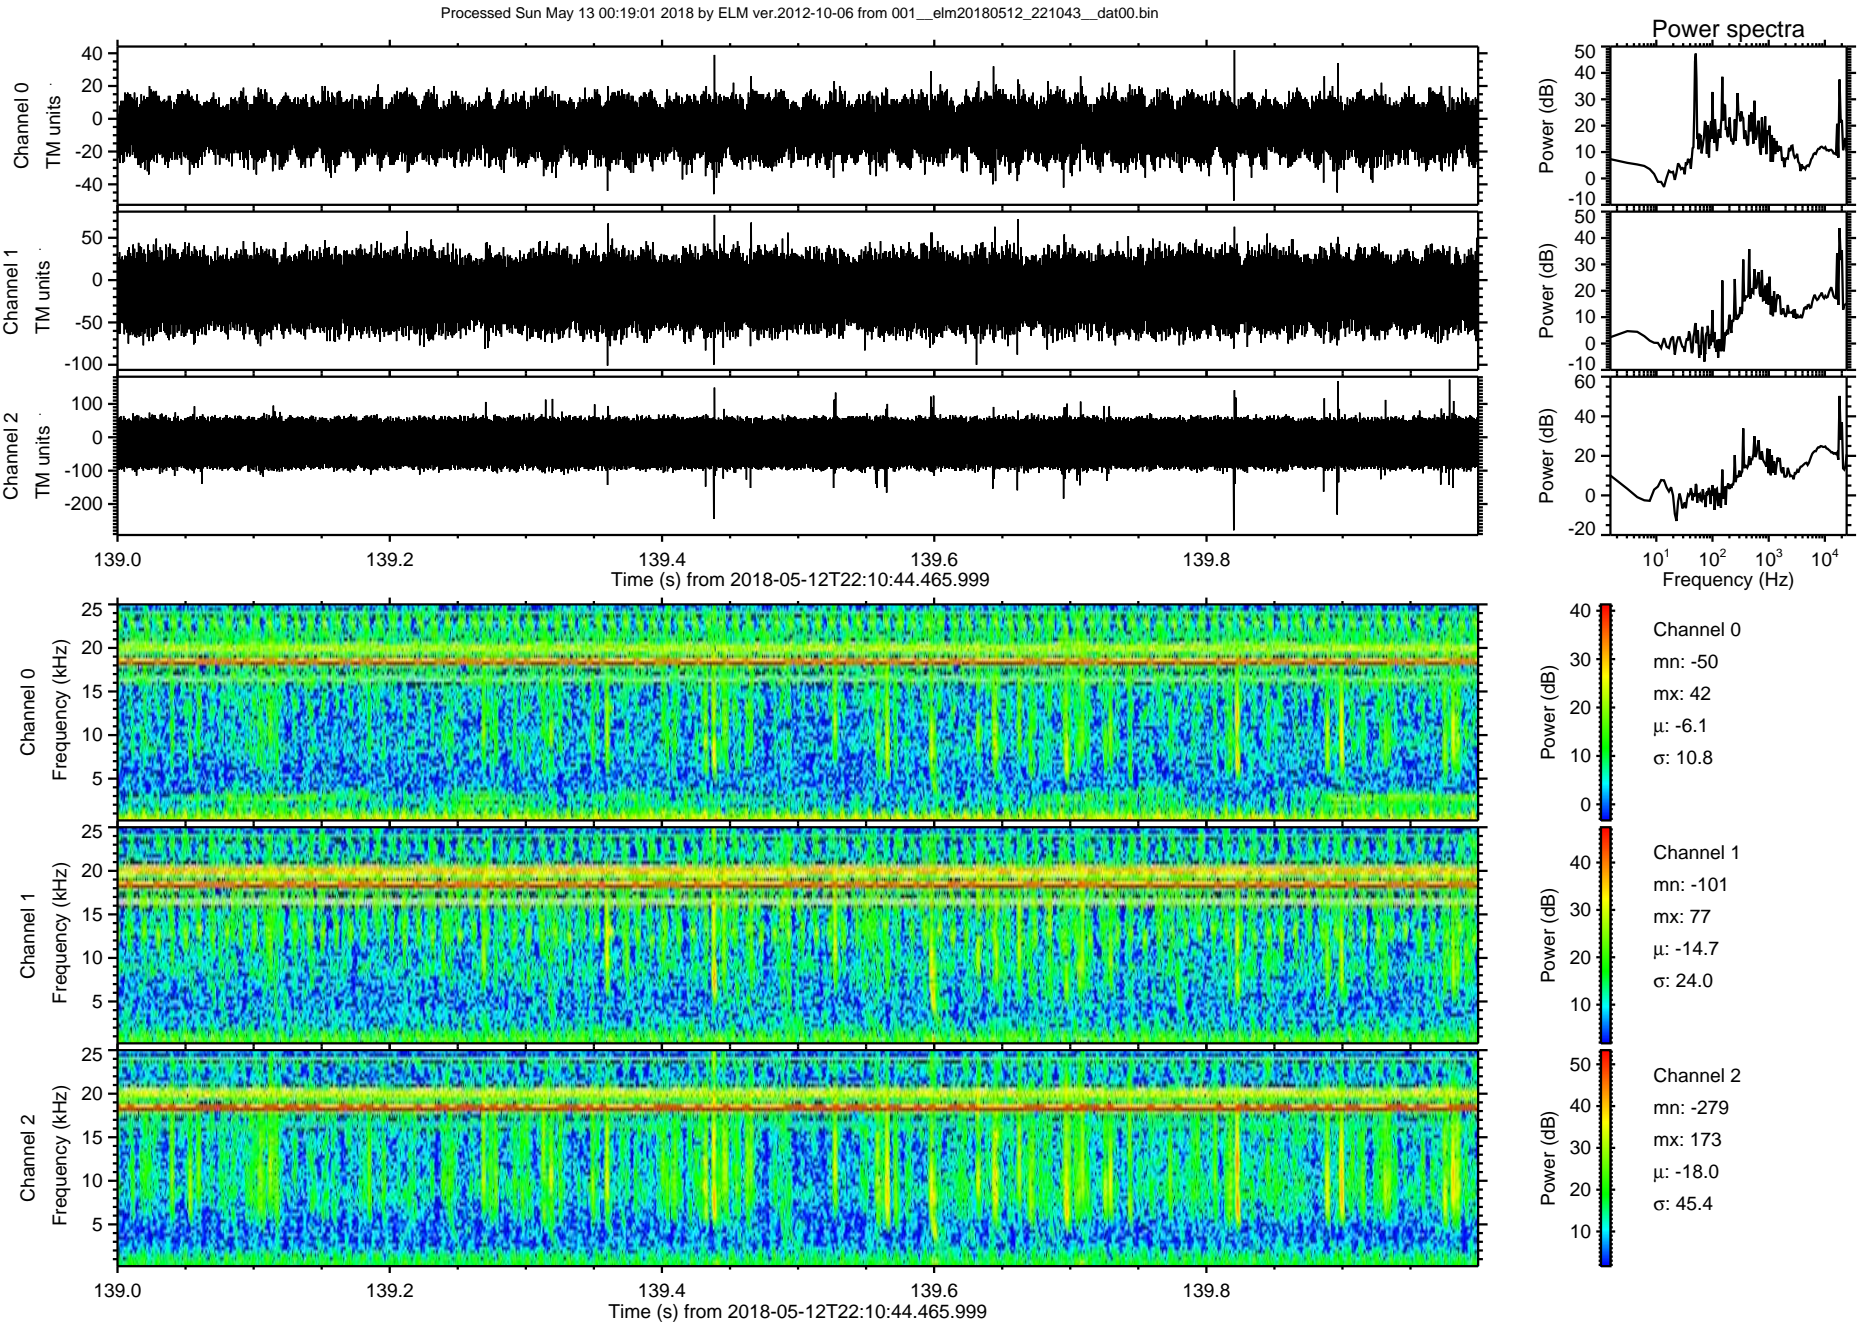 Processed Sun May 13 00:19:01 2018 by ELM ver.2012-10-06 from 001__elm20180512_221043__dat00.bin
Power spectra
Channel 0
TM units
40
20
0
-20
-40
Power (dB)
50
40
30
20
10
0
-10
Channel 1
TM units
50
0
-50
-100
Power (dB)
50
40
30
20
10
0
-10
Channel 2
TM units
100
0
-100
-200
Power (dB)
60
40
20
0
-20
139.0 139.2 139.4 139.6 139.8
Time (s) from 2018-05-12T22:10:44.465.999
10¹ 10² 10³ 10⁴
Frequency (Hz)
Channel 0
Frequency (kHz)
25
20
15
10
5
Power (dB)
40
30
20
10
0
Channel 0
mn: -50
mx: 42
μ: -6.1
σ: 10.8
Channel 1
Frequency (kHz)
25
20
15
10
5
Power (dB)
40
30
20
10
Channel 1
mn: -101
mx: 77
μ: -14.7
σ: 24.0
Channel 2
Frequency (kHz)
25
20
15
10
5
Power (dB)
50
40
30
20
10
Channel 2
mn: -279
mx: 173
μ: -18.0
σ: 45.4
139.0 139.2 139.4 139.6 139.8
Time (s) from 2018-05-12T22:10:44.465.999